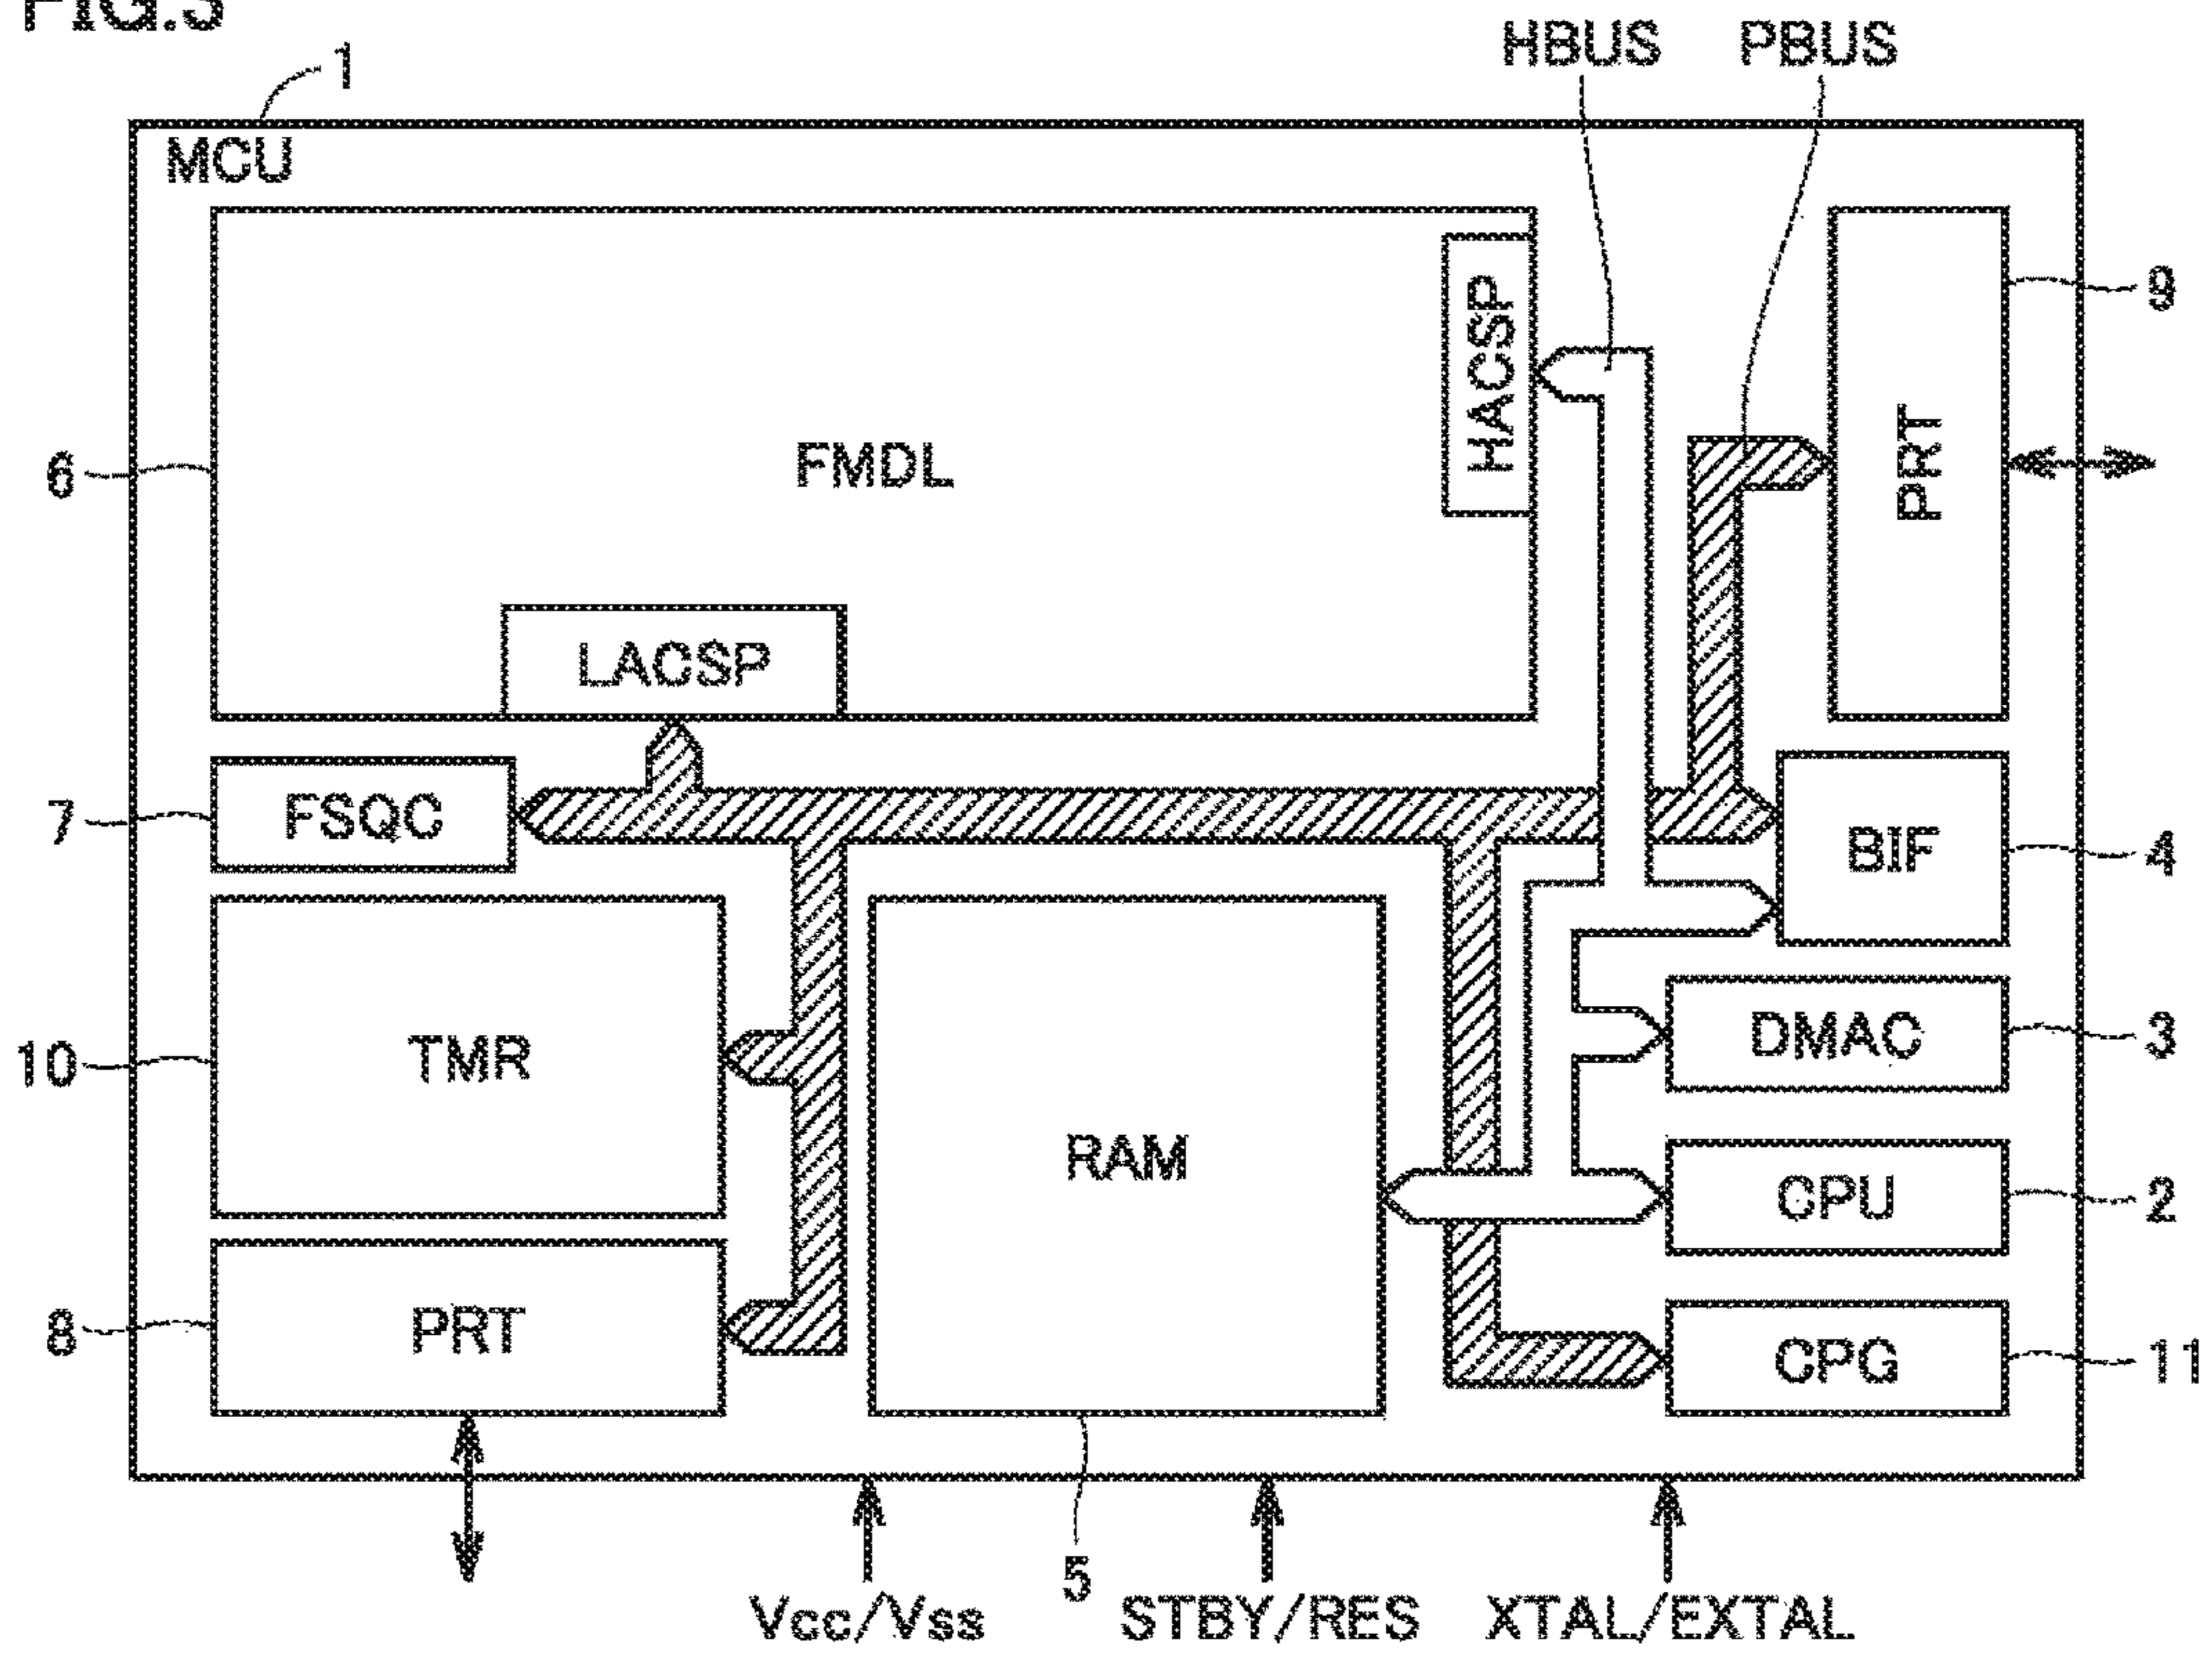 FIG.3
HBUS PBUS
1
MCU
HACSP
9
FMDL
PRT
6
LACSP
7
FSQC
BIF
4
DMAC
3
10
TMR
RAM
CPU
2
8
PRT
CPG
11
5
Vcc/Vss
STBY/RES
XTAL/EXTAL